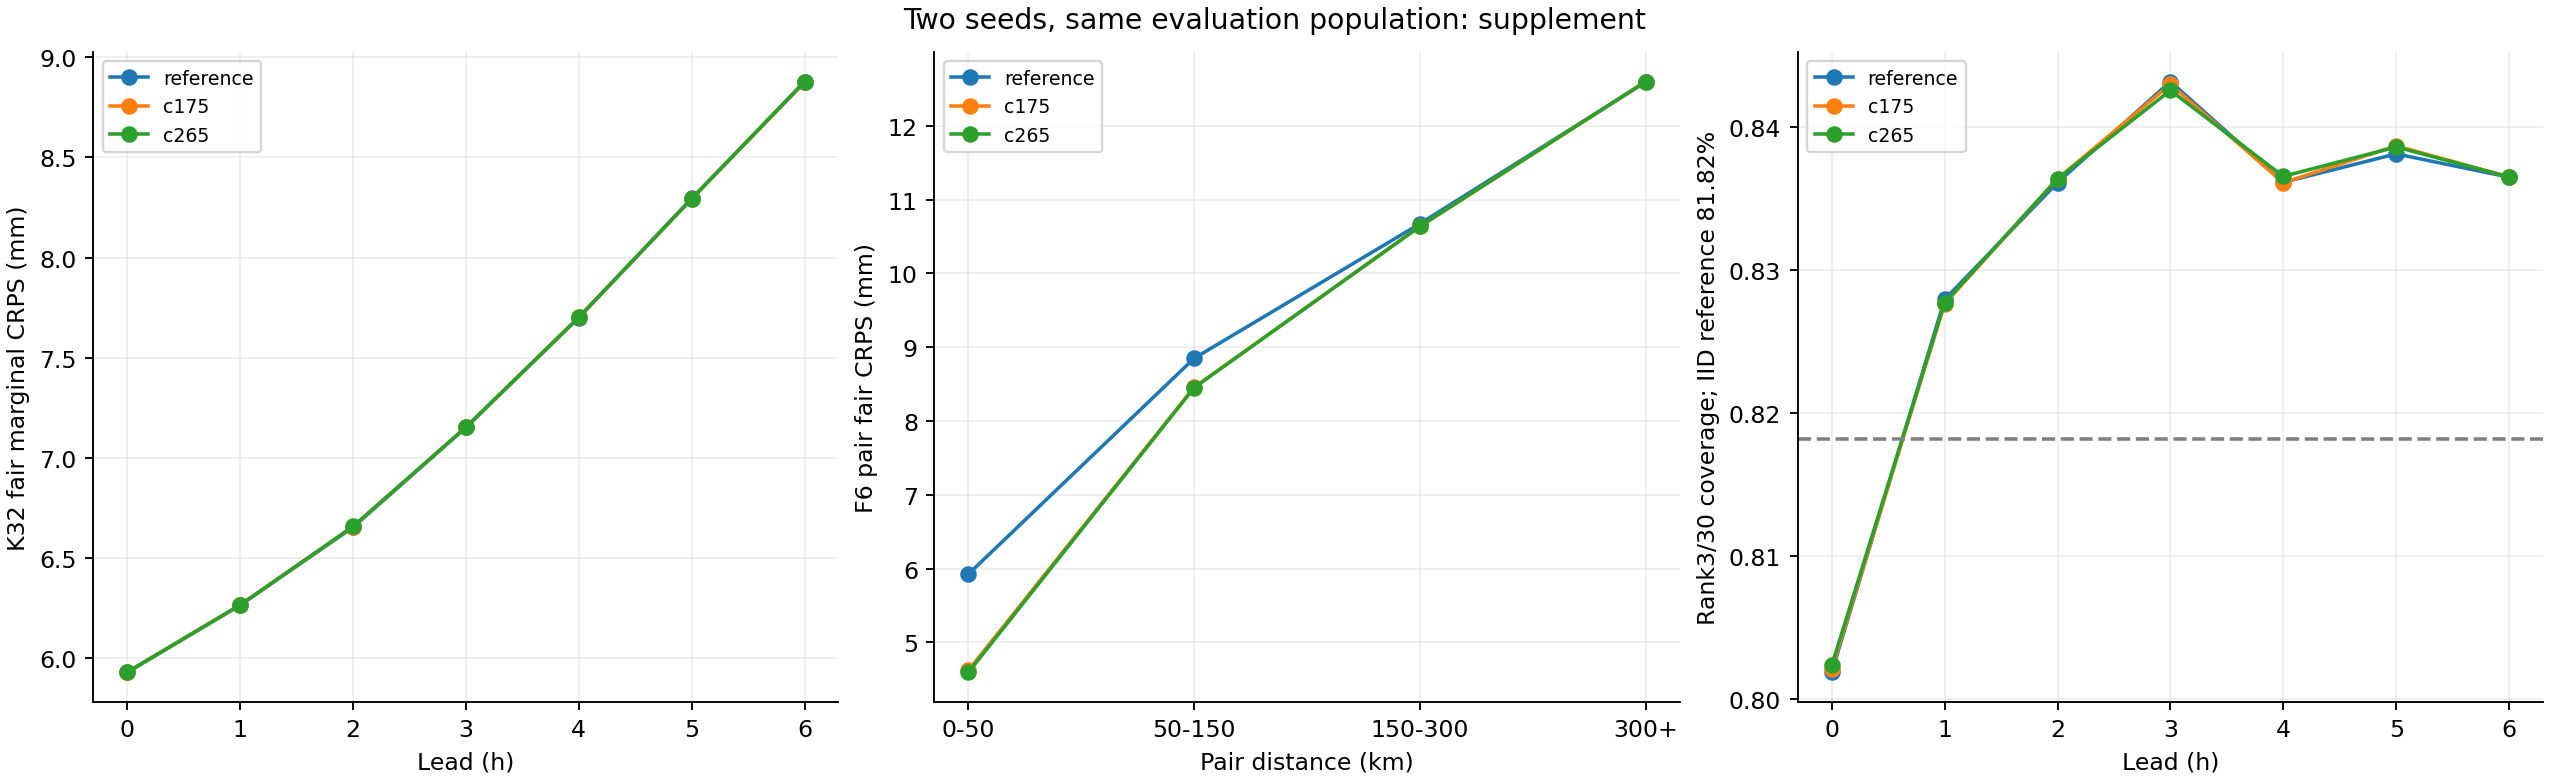 Two seeds, same evaluation population: supplement
K32 fair marginal CRPS (mm)
9.0
8.5
8.0
7.5
7.0
6.5
6.0
reference
c175
c265
0 1 2 3 4 5 6
Lead (h)
F6 pair fair CRPS (mm)
12
11
10
9
8
7
6
5
reference
c175
c265
0-50 50-150 150-300 300+
Pair distance (km)
Rank3/30 coverage; IID reference 81.82%
0.84
0.83
0.82
0.81
0.80
reference
c175
c265
0 1 2 3 4 5 6
Lead (h)